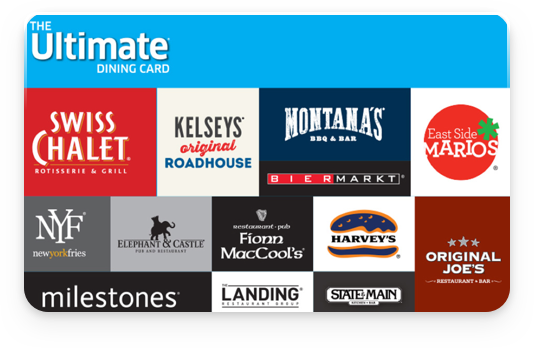 THE
Ultimate
DINING CARD
SWISS
CHALET
ROTISSERIE & GRILL
KELSEYS
original
ROADHOUSE
MONTANA'S
BBQ & BAR
BIERMARKT
East Side
MARIO'S
NYF
newyorkfries
ELEPHANT & CASTLE
PUB AND RESTAURANT
restaurant · pub
Fionn
MacCool's
HARVEY'S
ORIGINAL
JOE'S
RESTAURANT • BAR
milestones
THE
LANDING
RESTAURANT GROUP
STATE & MAIN
KITCHEN • BAR